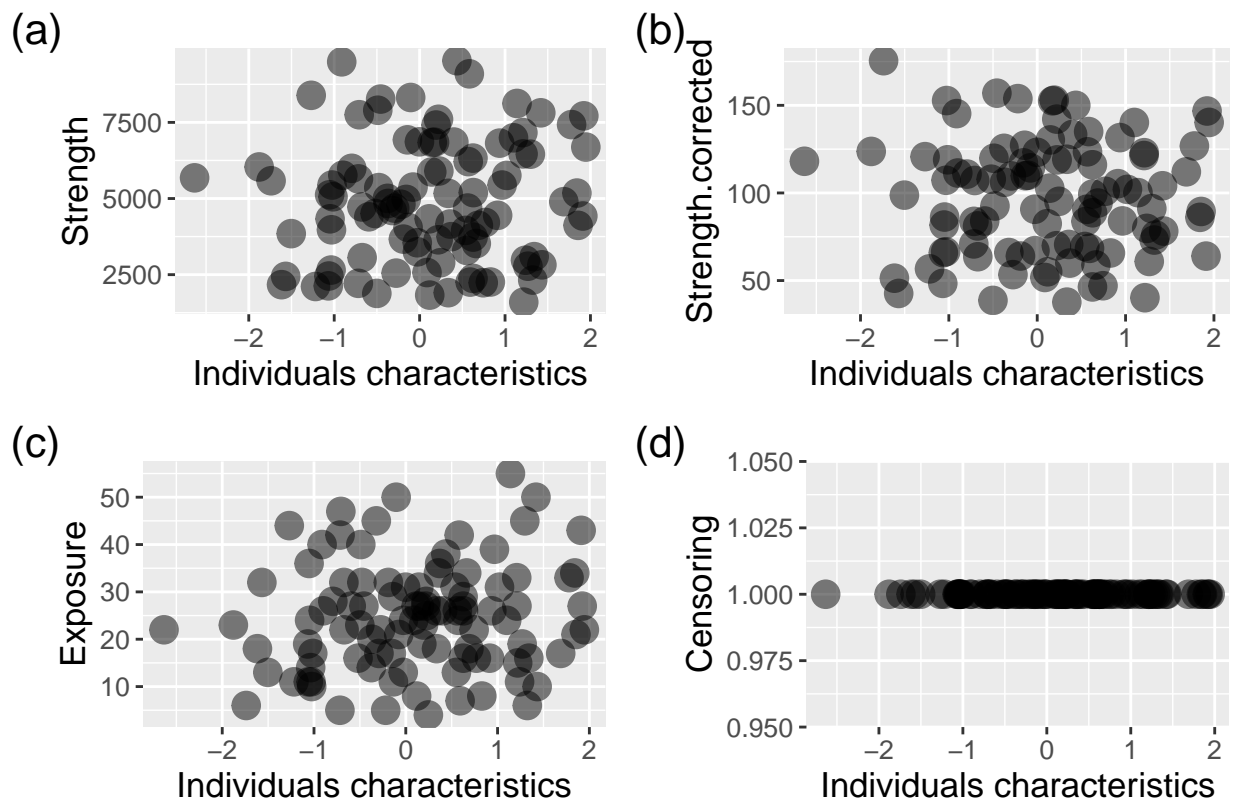 (a)
Strength
7500
5000
2500
−2 −1 0 1 2
Individuals characteristics
(b)
Strength.corrected
150
100
50
−2 −1 0 1 2
Individuals characteristics
(c)
Exposure
50
40
30
20
10
−2 −1 0 1 2
Individuals characteristics
(d)
Censoring
1.050
1.025
1.000
0.975
0.950
−2 −1 0 1 2
Individuals characteristics